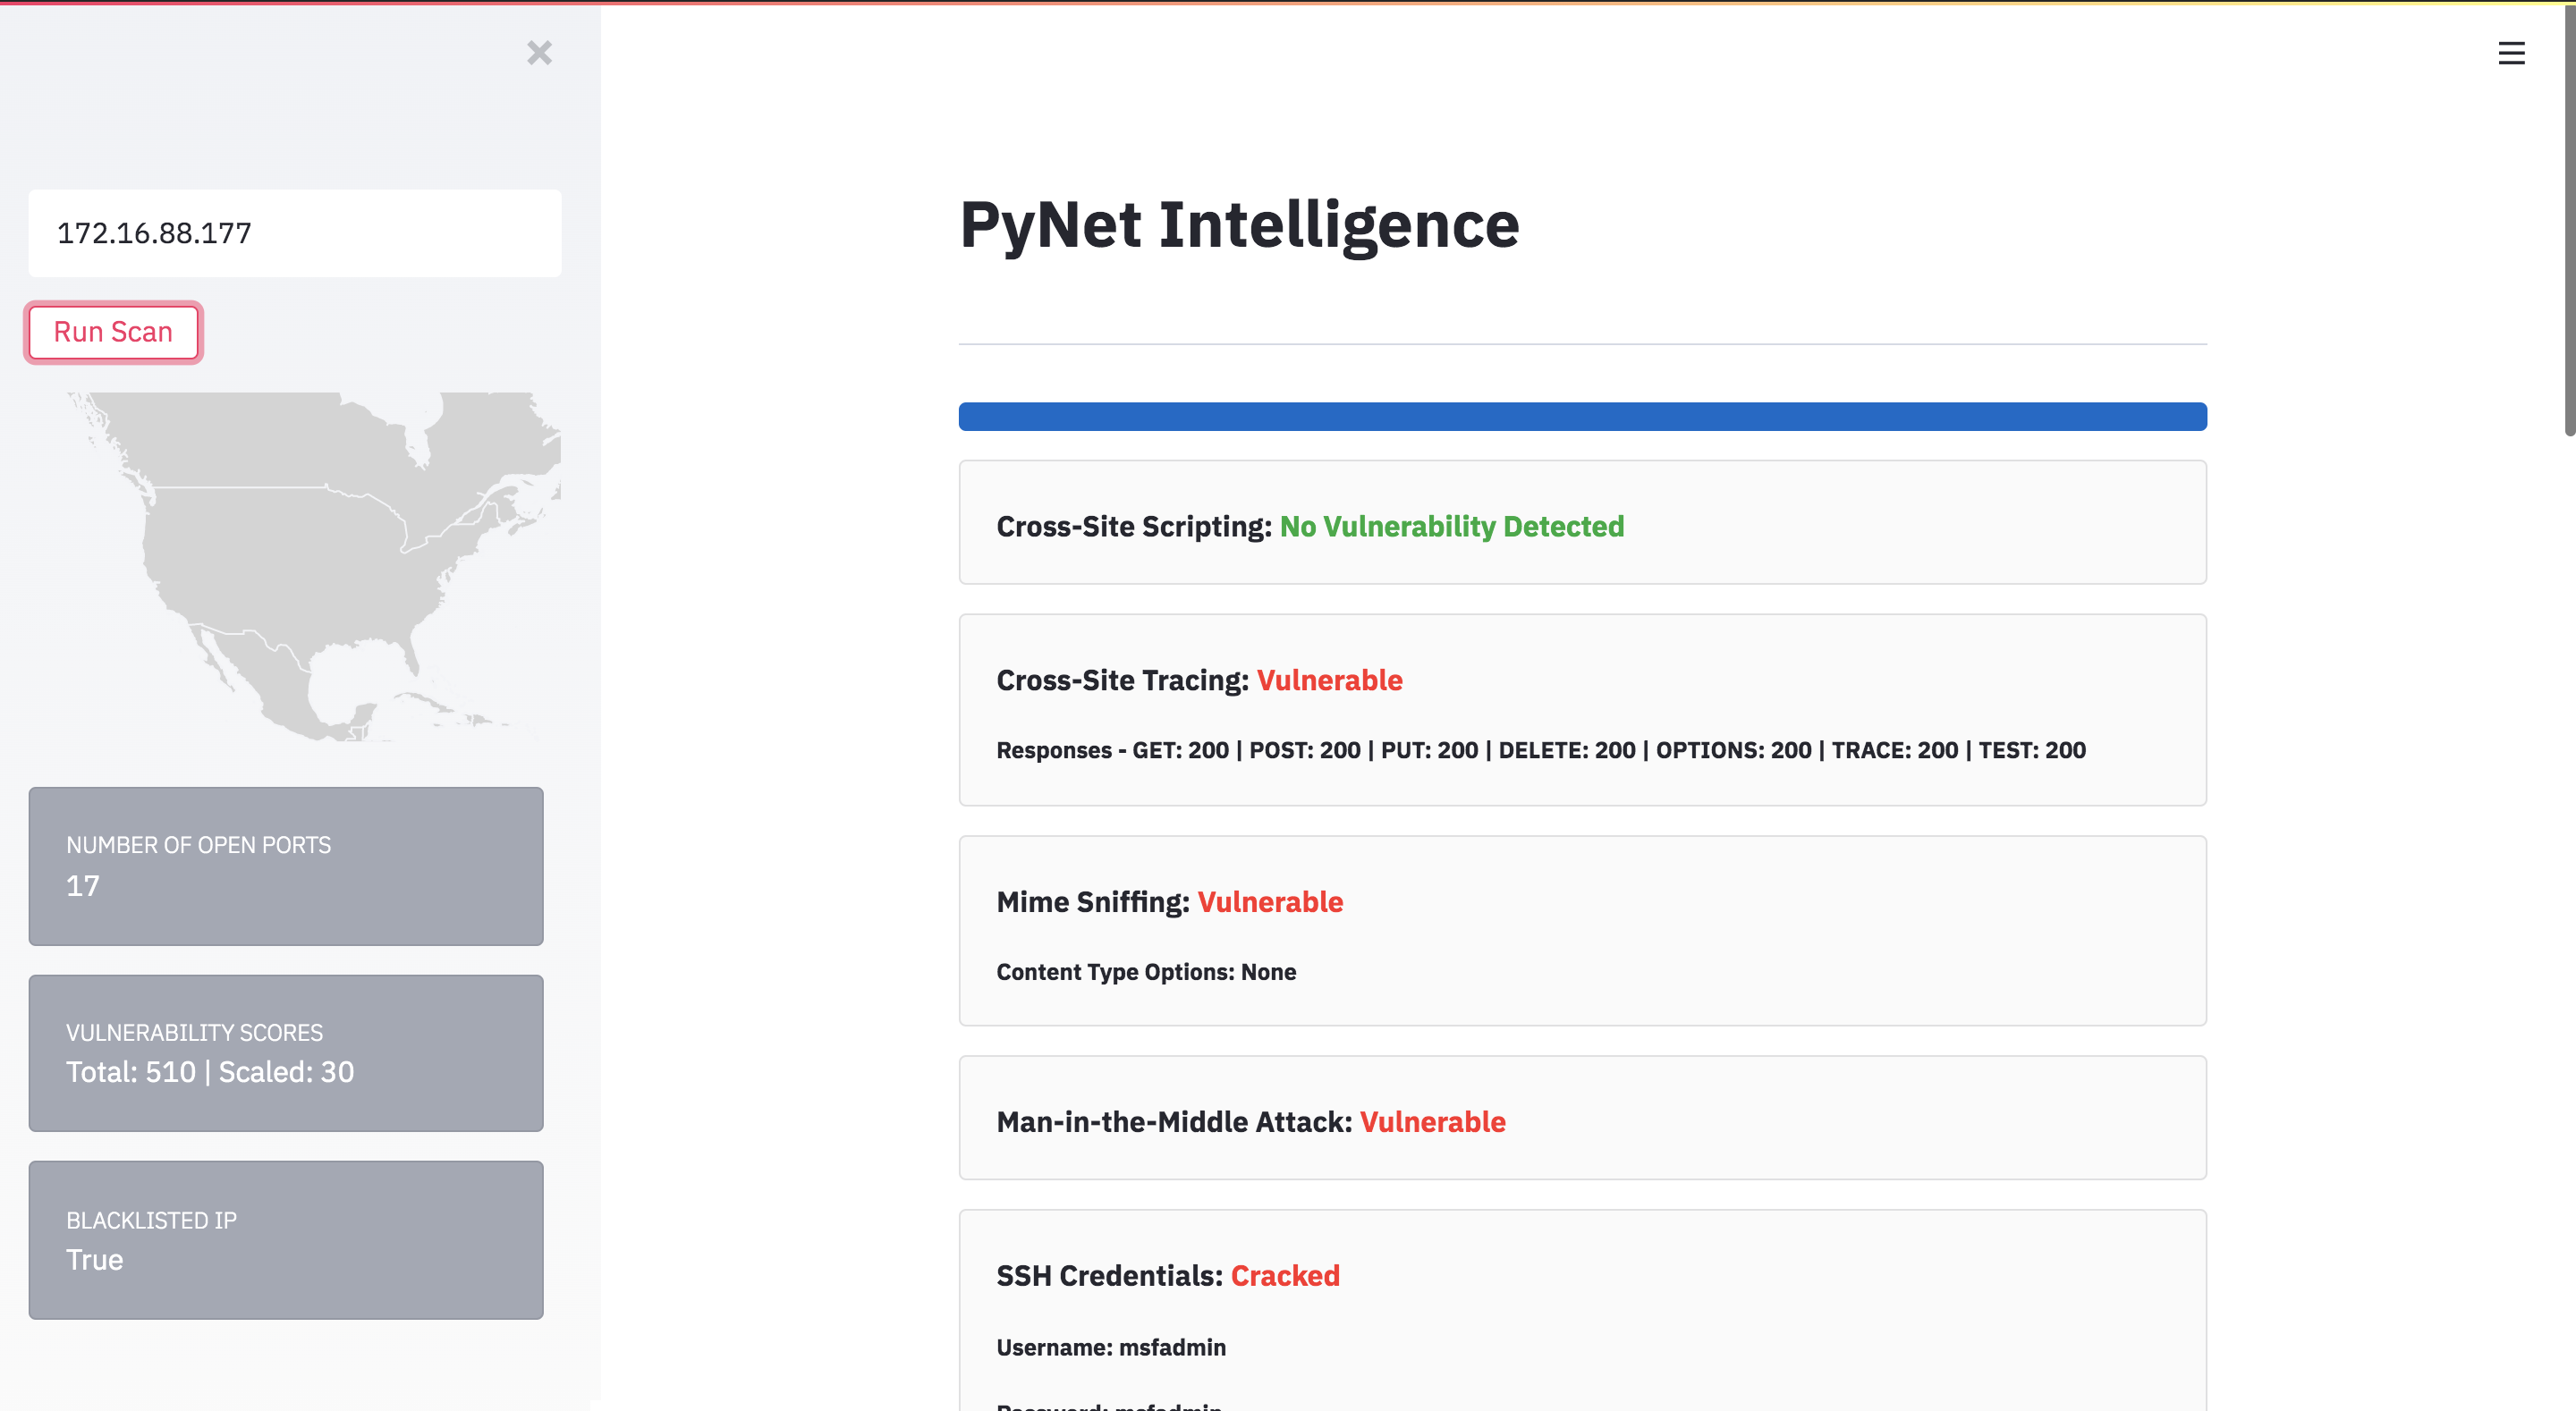 172.16.88.177
Run Scan
NUMBER OF OPEN PORTS
17
VULNERABILITY SCORES
Total: 510 | Scaled: 30
BLACKLISTED IP
True
PyNet Intelligence
Cross-Site Scripting: No Vulnerability Detected
Cross-Site Tracing: Vulnerable
Responses - GET: 200 | POST: 200 | PUT: 200 | DELETE: 200 | OPTIONS: 200 | TRACE: 200 | TEST: 200
Mime Sniffing: Vulnerable
Content Type Options: None
Man-in-the-Middle Attack: Vulnerable
SSH Credentials: Cracked
Username: msfadmin
Password: msfadmin